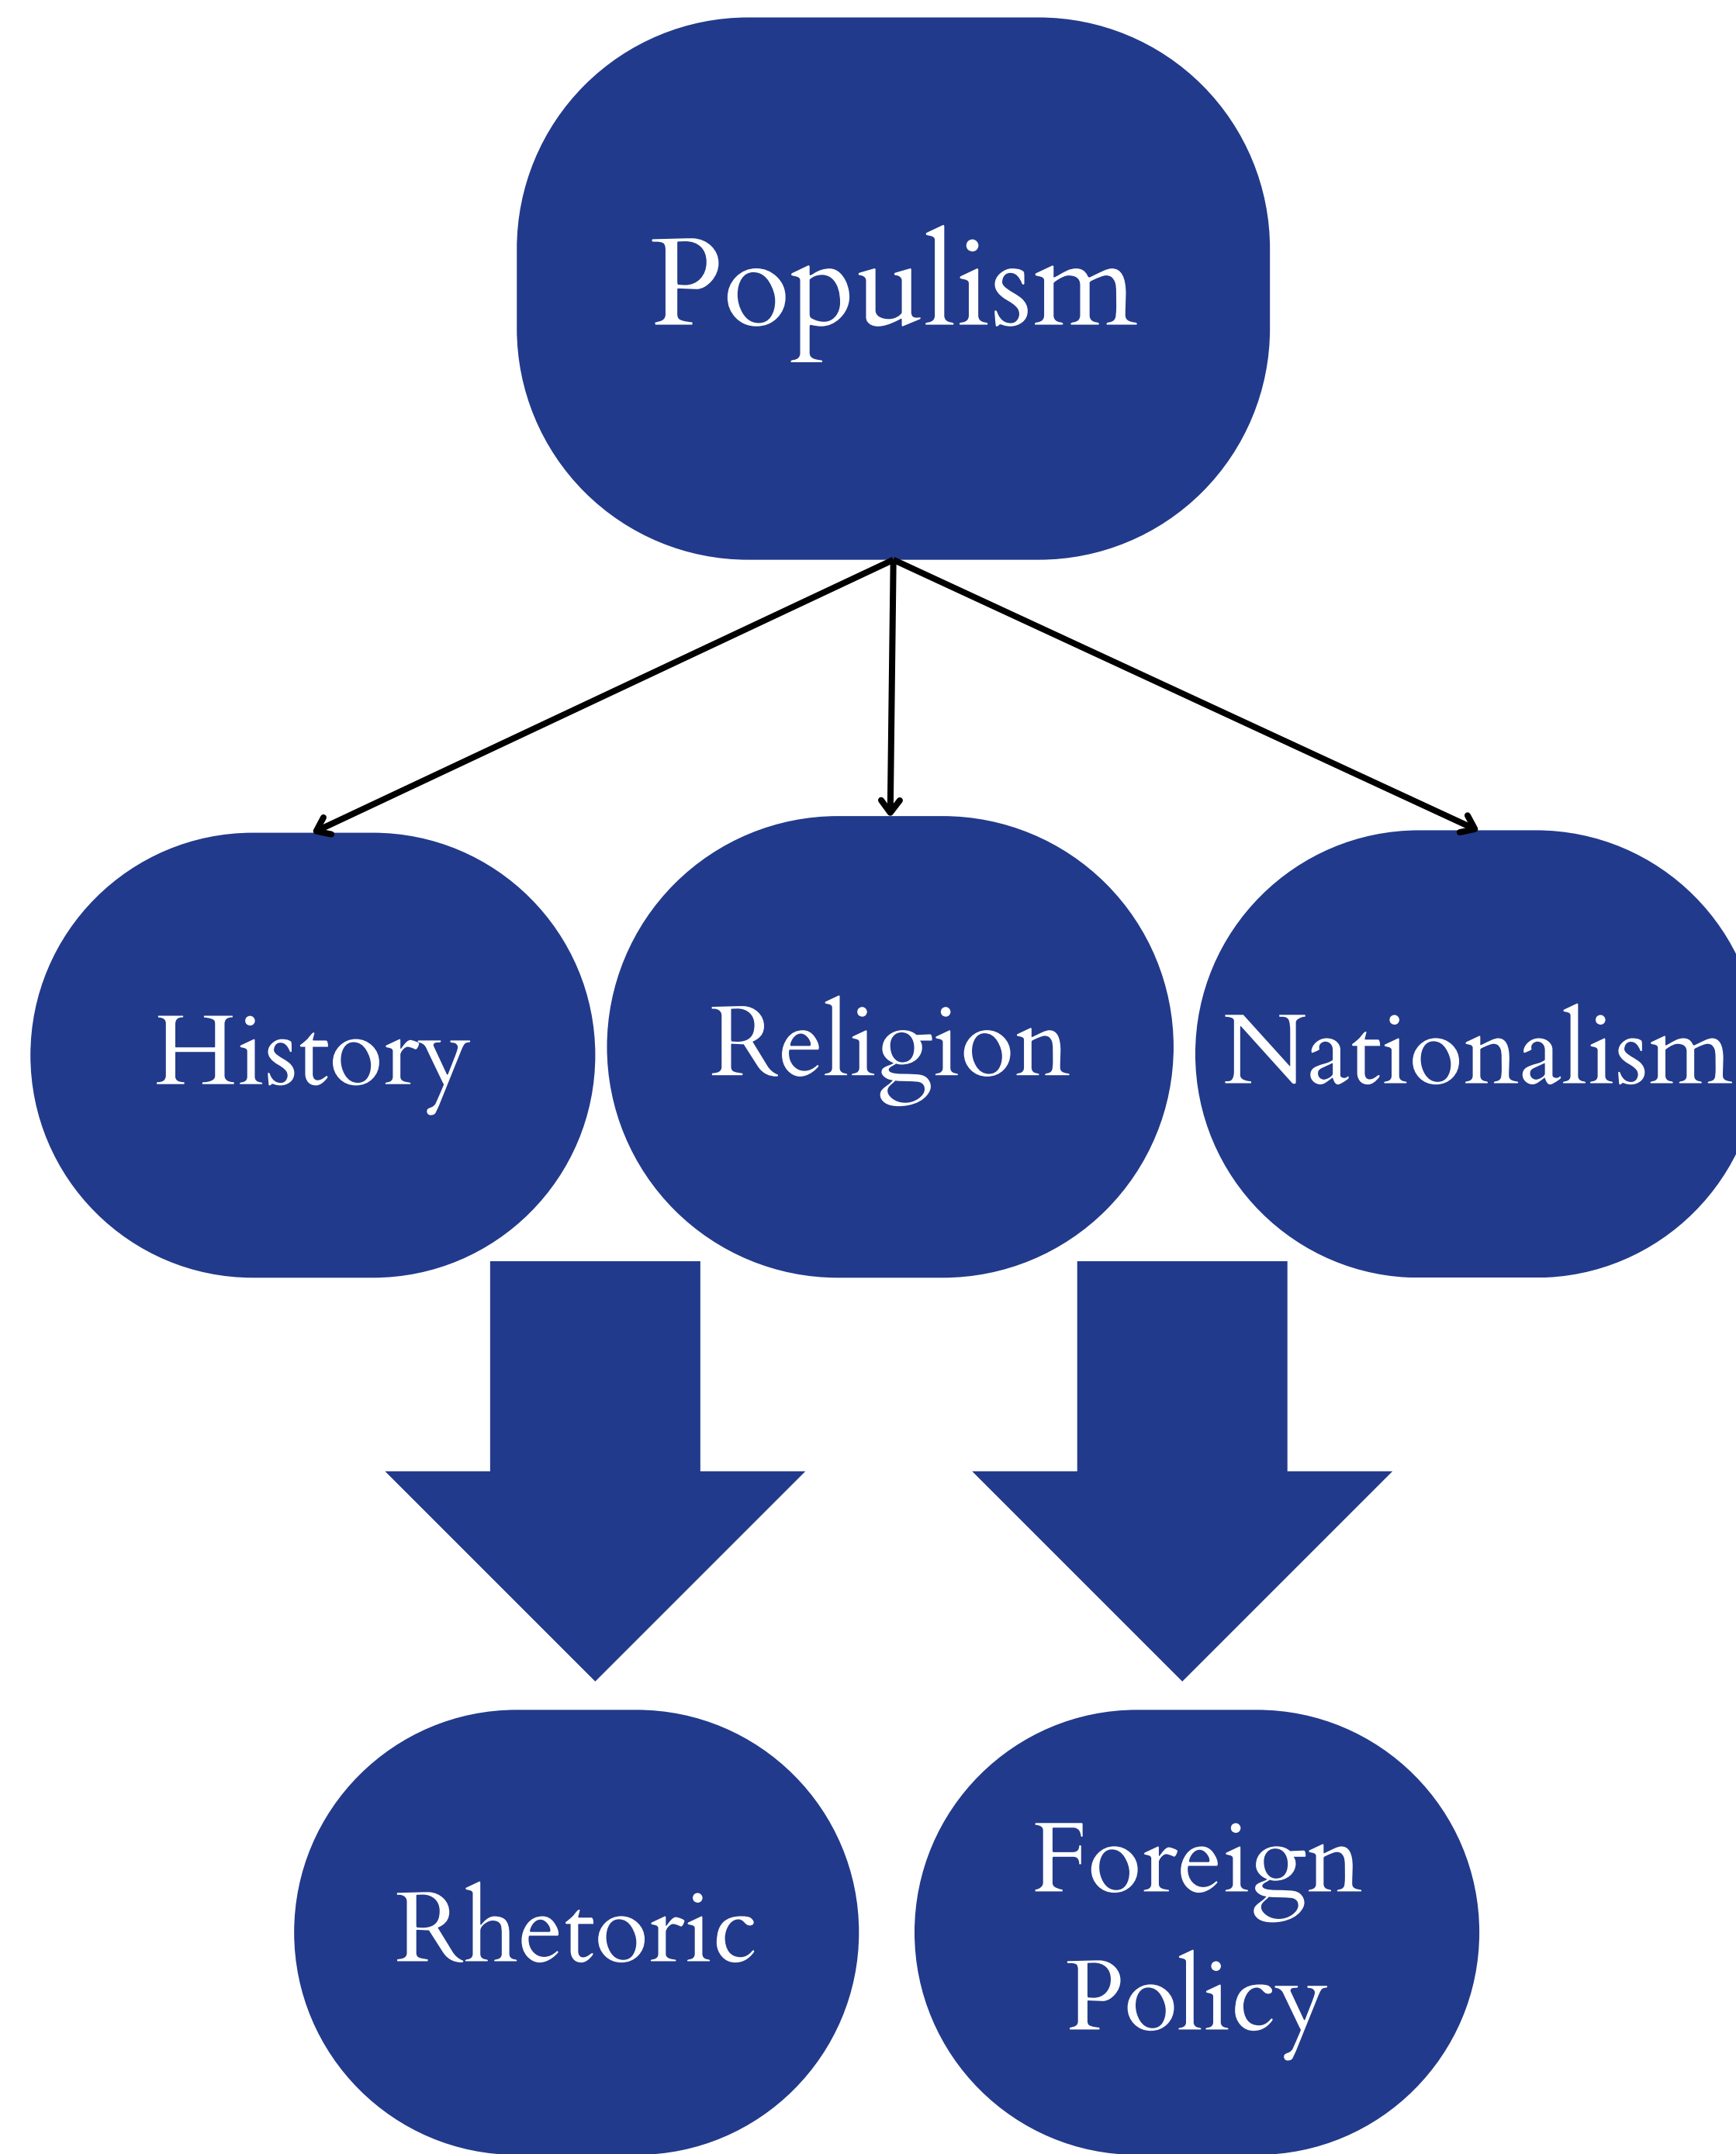 Populism
History
Religion
Nationalism
Rhetoric
Foreign
Policy